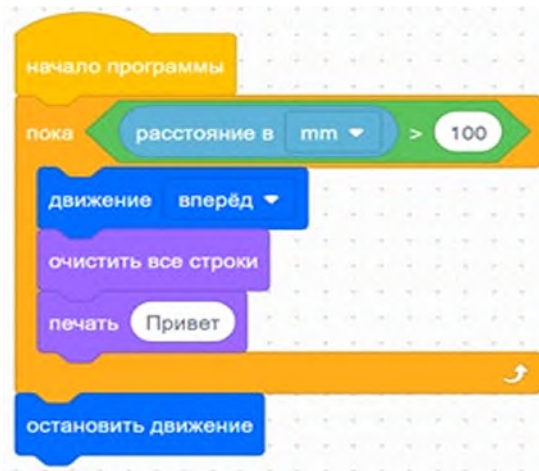 начало программы
пока расстояние в mm > 100
движение вперёд
очистить все строки
печать Привет
остановить движение